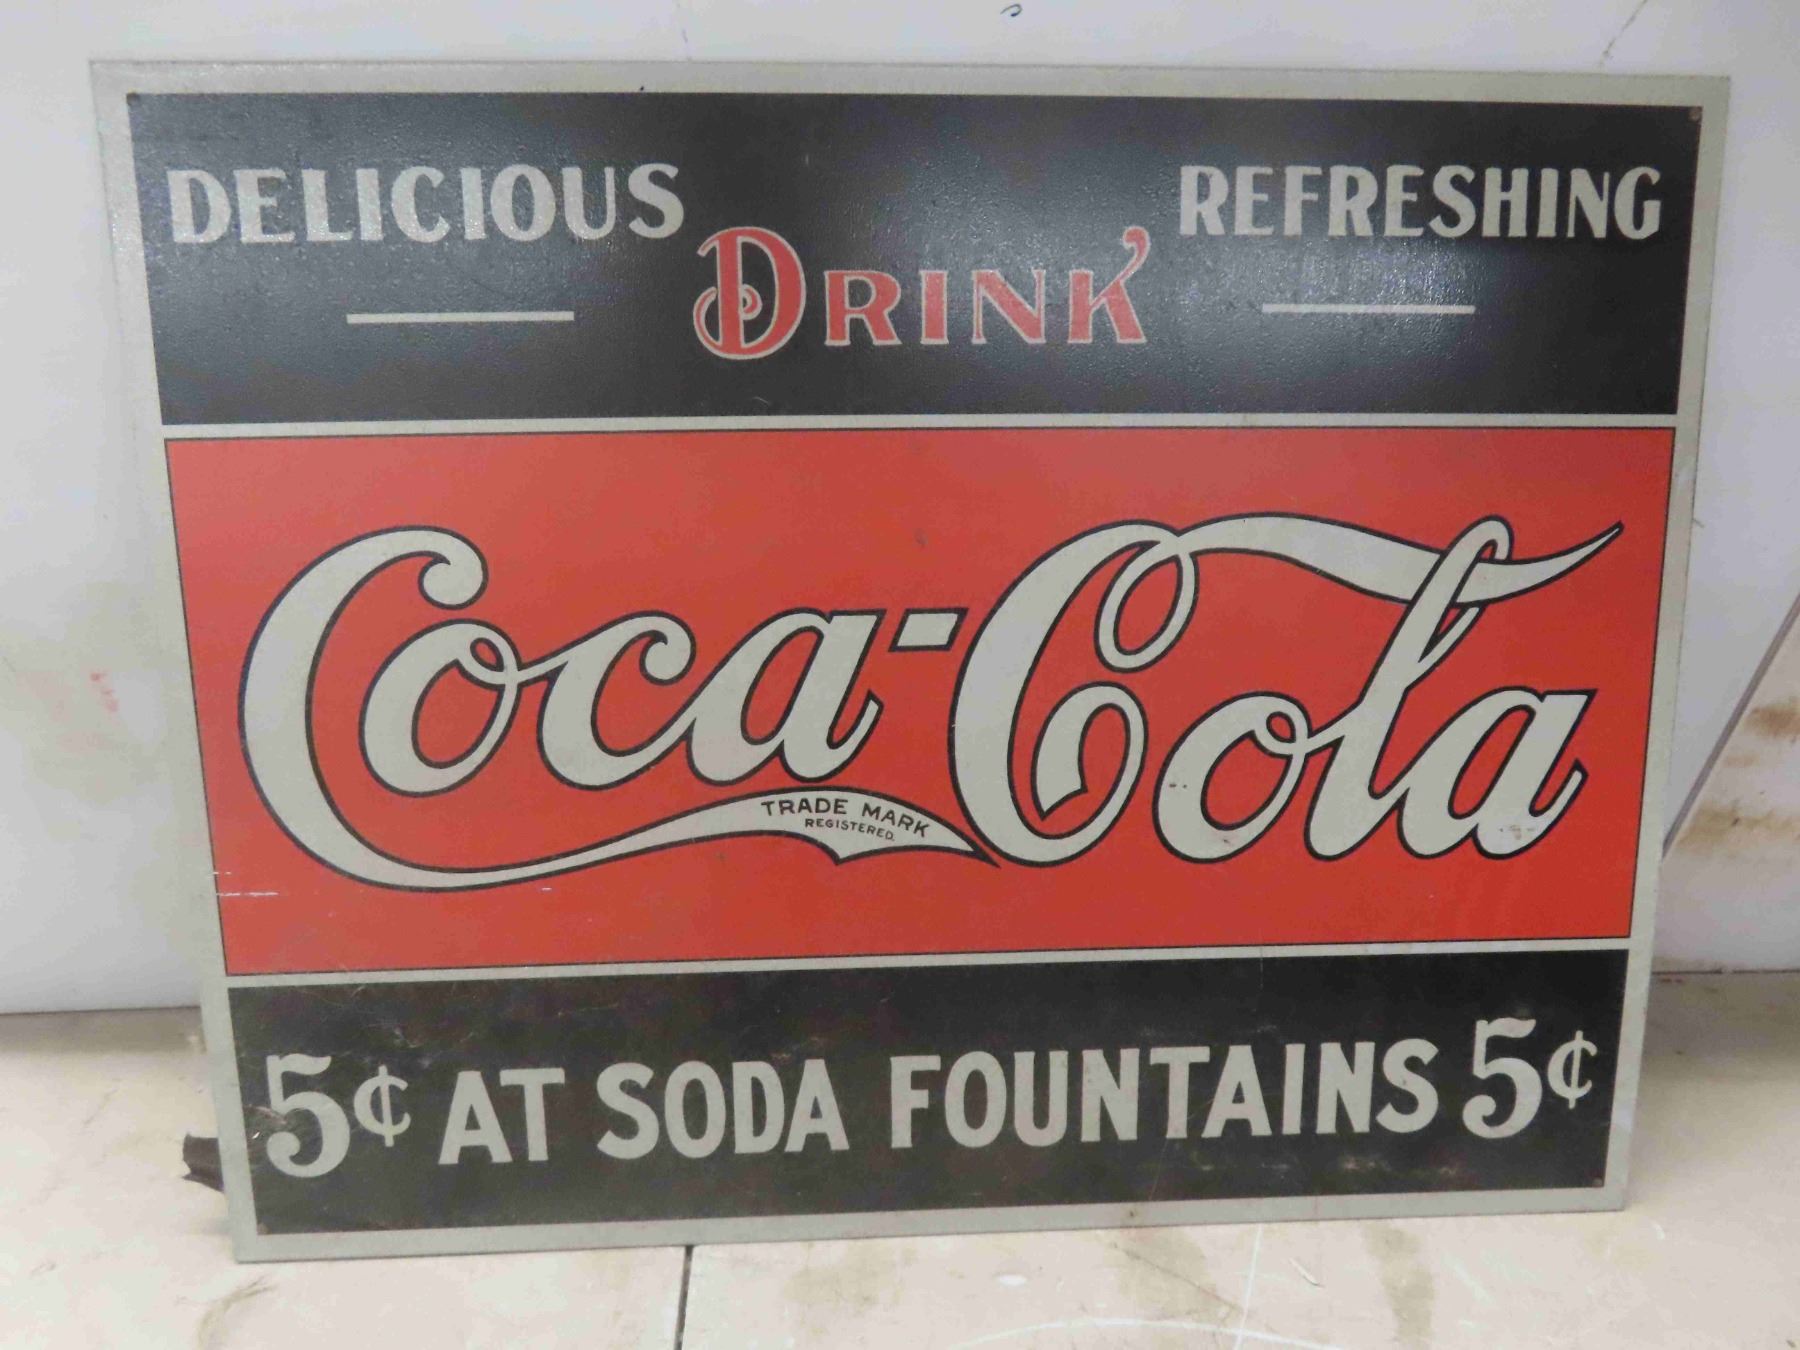 DELICIOUS REFRESHING
DRINK
Coca-Cola
TRADE MARK
REGISTERED.
5¢ AT SODA FOUNTAINS 5¢